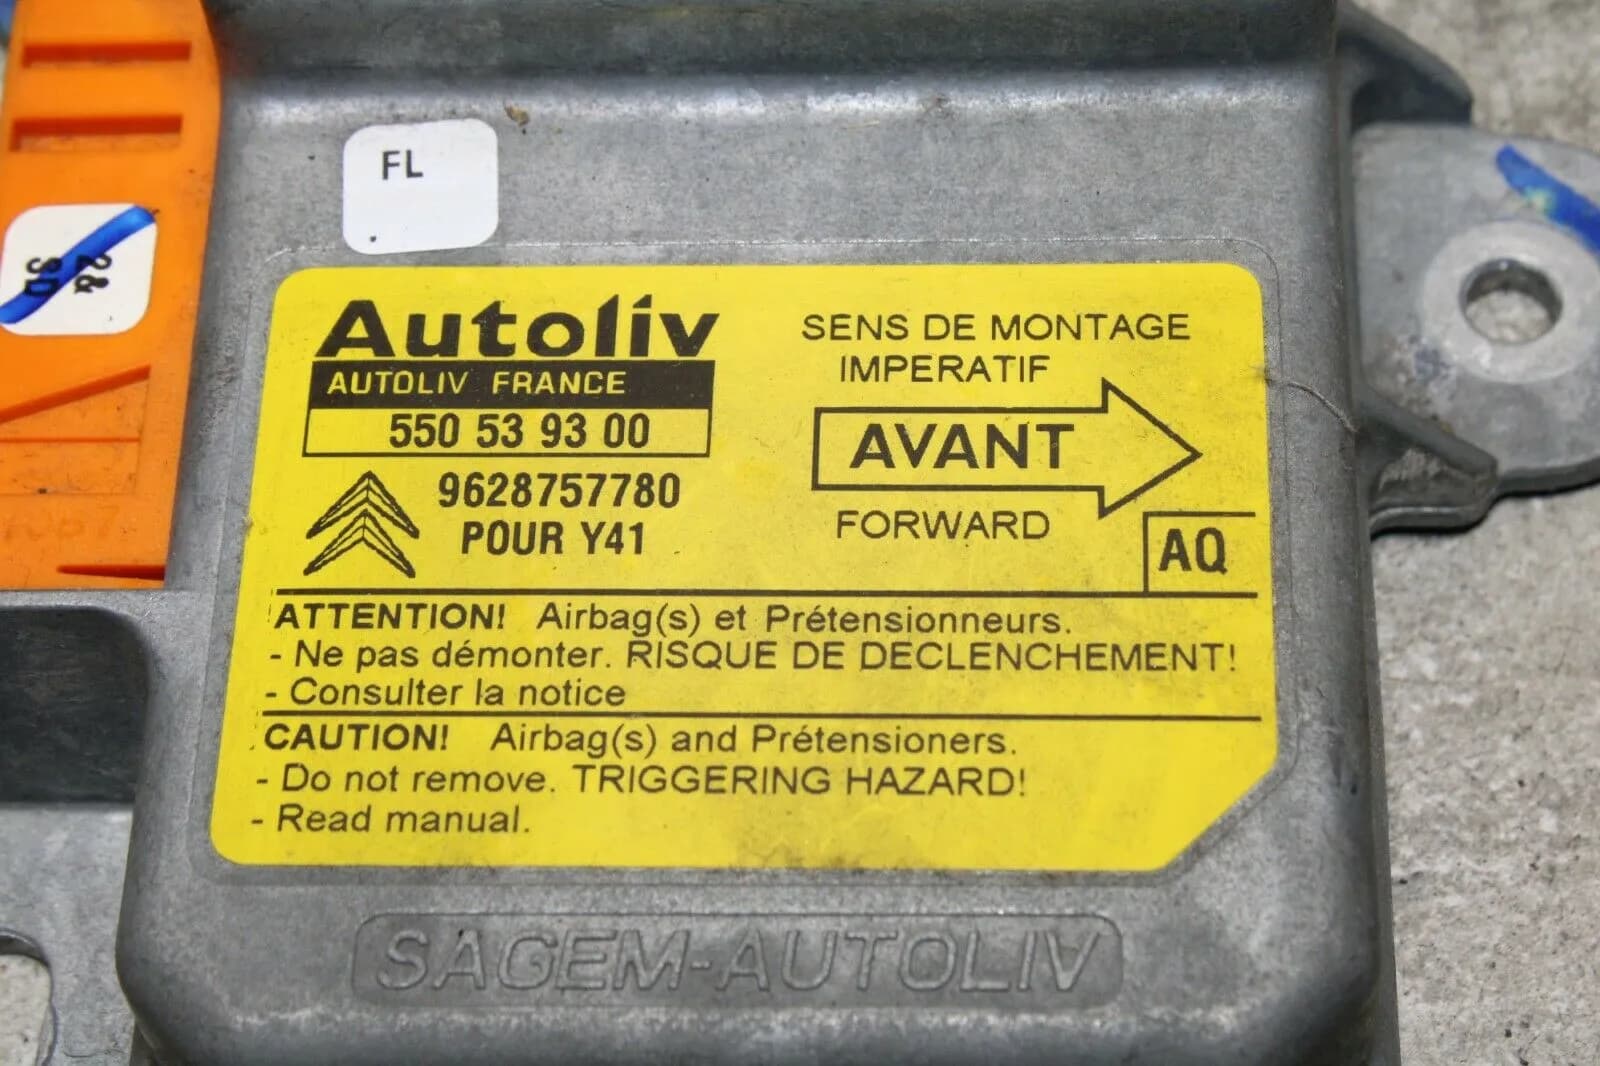 FL
28
Autoliv
AUTOLIV FRANCE
550 53 93 00
9628757780
POUR Y41
SENS DE MONTAGE
IMPERATIF
AVANT
FORWARD
AQ
ATTENTION! Airbag(s) et Prétensionneurs.
- Ne pas démonter. RISQUE DE DECLENCHEMENT!
- Consulter la notice
CAUTION! Airbag(s) and Prétensioners.
- Do not remove. TRIGGERING HAZARD!
- Read manual.
SAGEM-AUTOLIV